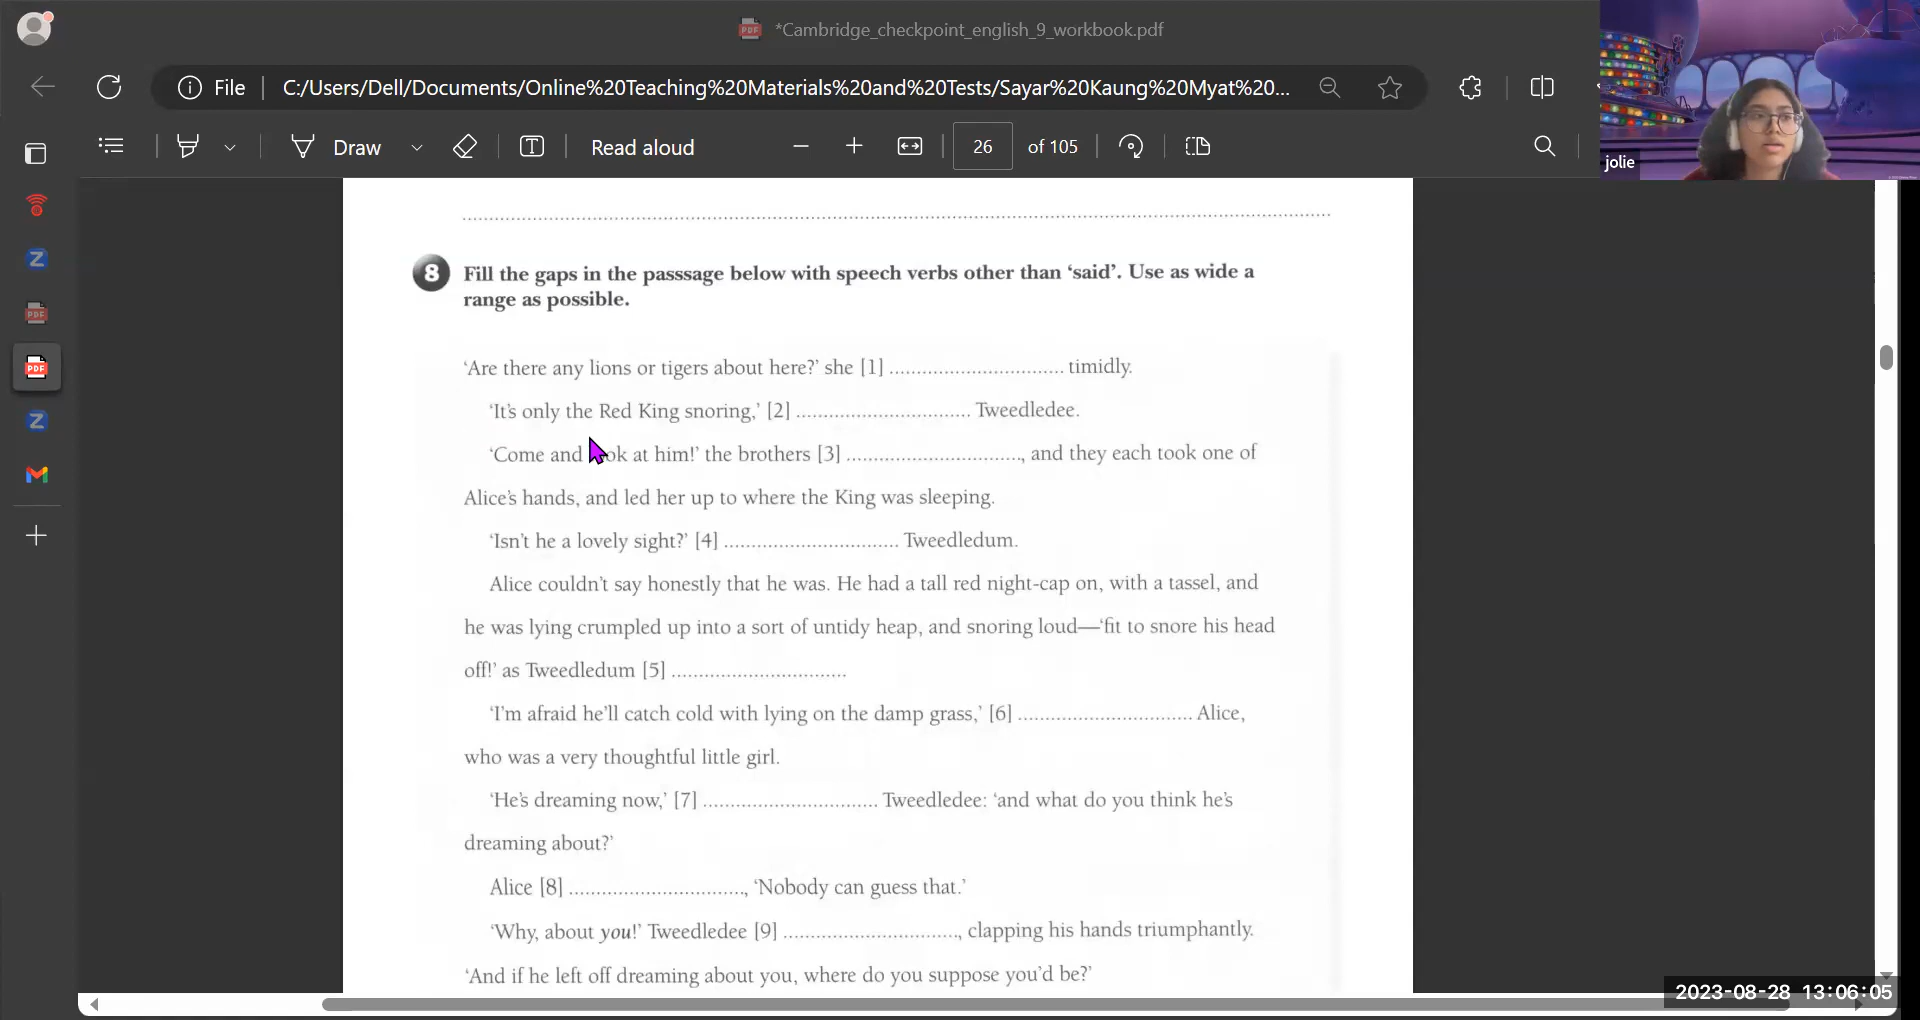 *Cambridge_checkpoint_english_9_workbook.pdf
File
C:/Users/Dell/Documents/Online%20Teaching%20Materials%20and%20Tests/Sayar%20Kaung%20Myat%20...
Draw
Read aloud
26
of 105
jolie
8 Fill the gaps in the passsage below with speech verbs other than ‘said’. Use as wide a
range as possible.
‘Are there any lions or tigers about here?’ she [1] .............................. timidly.
‘It’s only the Red King snoring,’ [2] .............................. Tweedledee.
‘Come and look at him!’ the brothers [3] .............................., and they each took one of
Alice’s hands, and led her up to where the King was sleeping.
‘Isn’t he a lovely sight?’ [4] .............................. Tweedledum.
Alice couldn’t say honestly that he was. He had a tall red night-cap on, with a tassel, and
he was lying crumpled up into a sort of untidy heap, and snoring loud—‘fit to snore his head
off!’ as Tweedledum [5] ..............................
‘I’m afraid he’ll catch cold with lying on the damp grass,’ [6] .............................. Alice,
who was a very thoughtful little girl.
‘He’s dreaming now,’ [7] .............................. Tweedledee: ‘and what do you think he’s
dreaming about?’
Alice [8] .............................., ‘Nobody can guess that.’
‘Why, about you!’ Tweedledee [9] .............................., clapping his hands triumphantly.
‘And if he left off dreaming about you, where do you suppose you’d be?’
2023-08-28 13:06:05